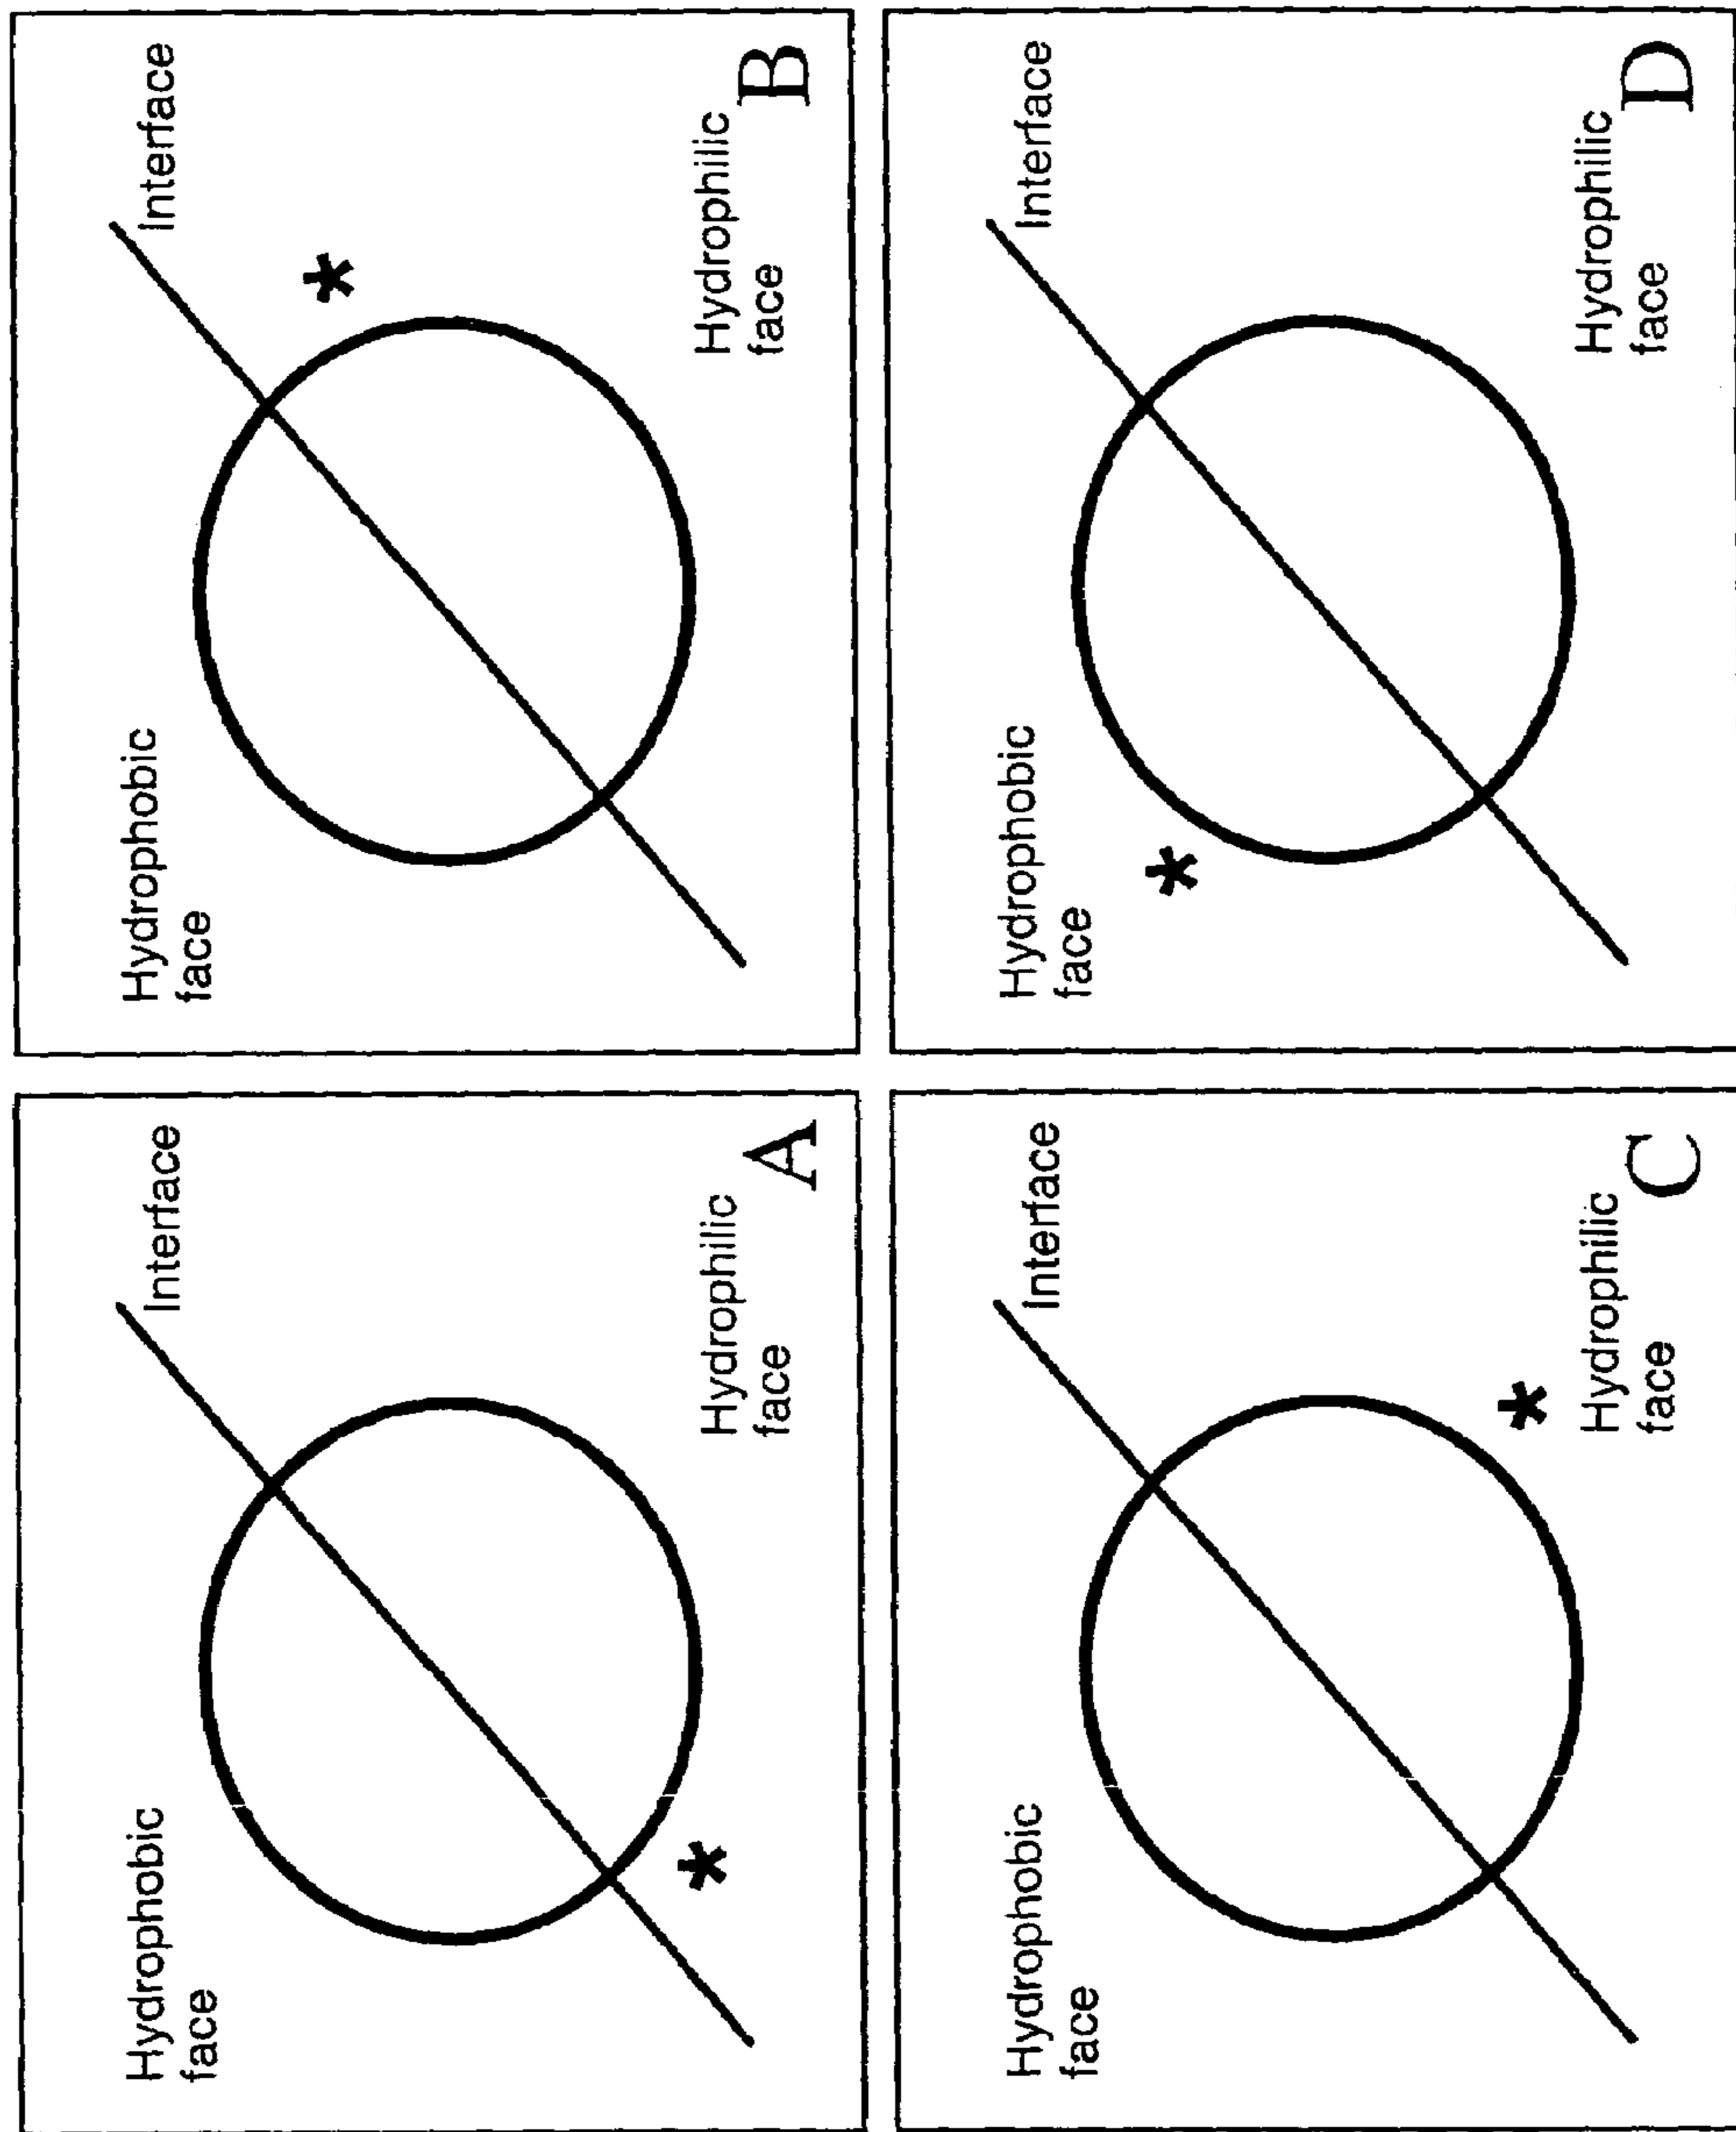 Hydrophobic
face
Interface
*
Hydrophilic
face
A
Hydrophobic
face
Interface
*
Hydrophilic
face
B
Hydrophobic
face
Interface
*
Hydrophilic
face
C
Hydrophobic
face
Interface
*
Hydrophilic
face
D